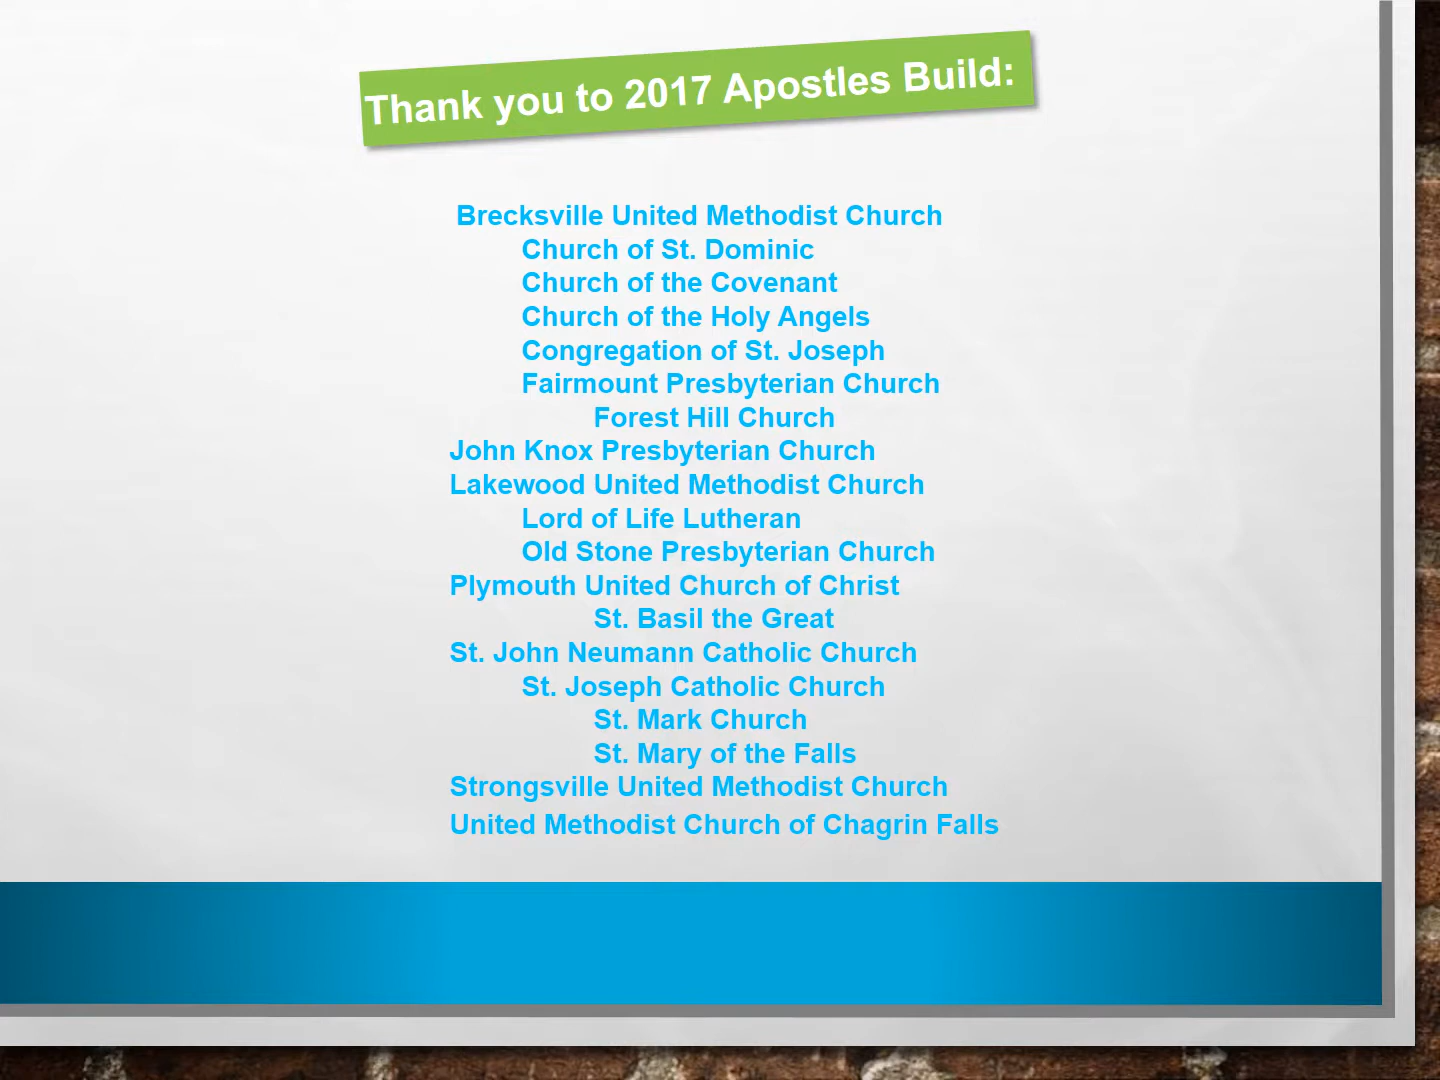 Thank you to 2017 Apostles Build:
Brecksville United Methodist Church
Church of St. Dominic
Church of the Covenant
Church of the Holy Angels
Congregation of St. Joseph
Fairmount Presbyterian Church
Forest Hill Church
John Knox Presbyterian Church
Lakewood United Methodist Church
Lord of Life Lutheran
Old Stone Presbyterian Church
Plymouth United Church of Christ
St. Basil the Great
St. John Neumann Catholic Church
St. Joseph Catholic Church
St. Mark Church
St. Mary of the Falls
Strongsville United Methodist Church
United Methodist Church of Chagrin Falls